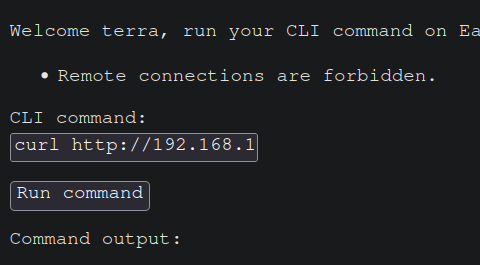 Welcome terra, run your CLI command on Ea
• Remote connections are forbidden.
CLI command:
curl http://192.168.1
Run command
Command output: